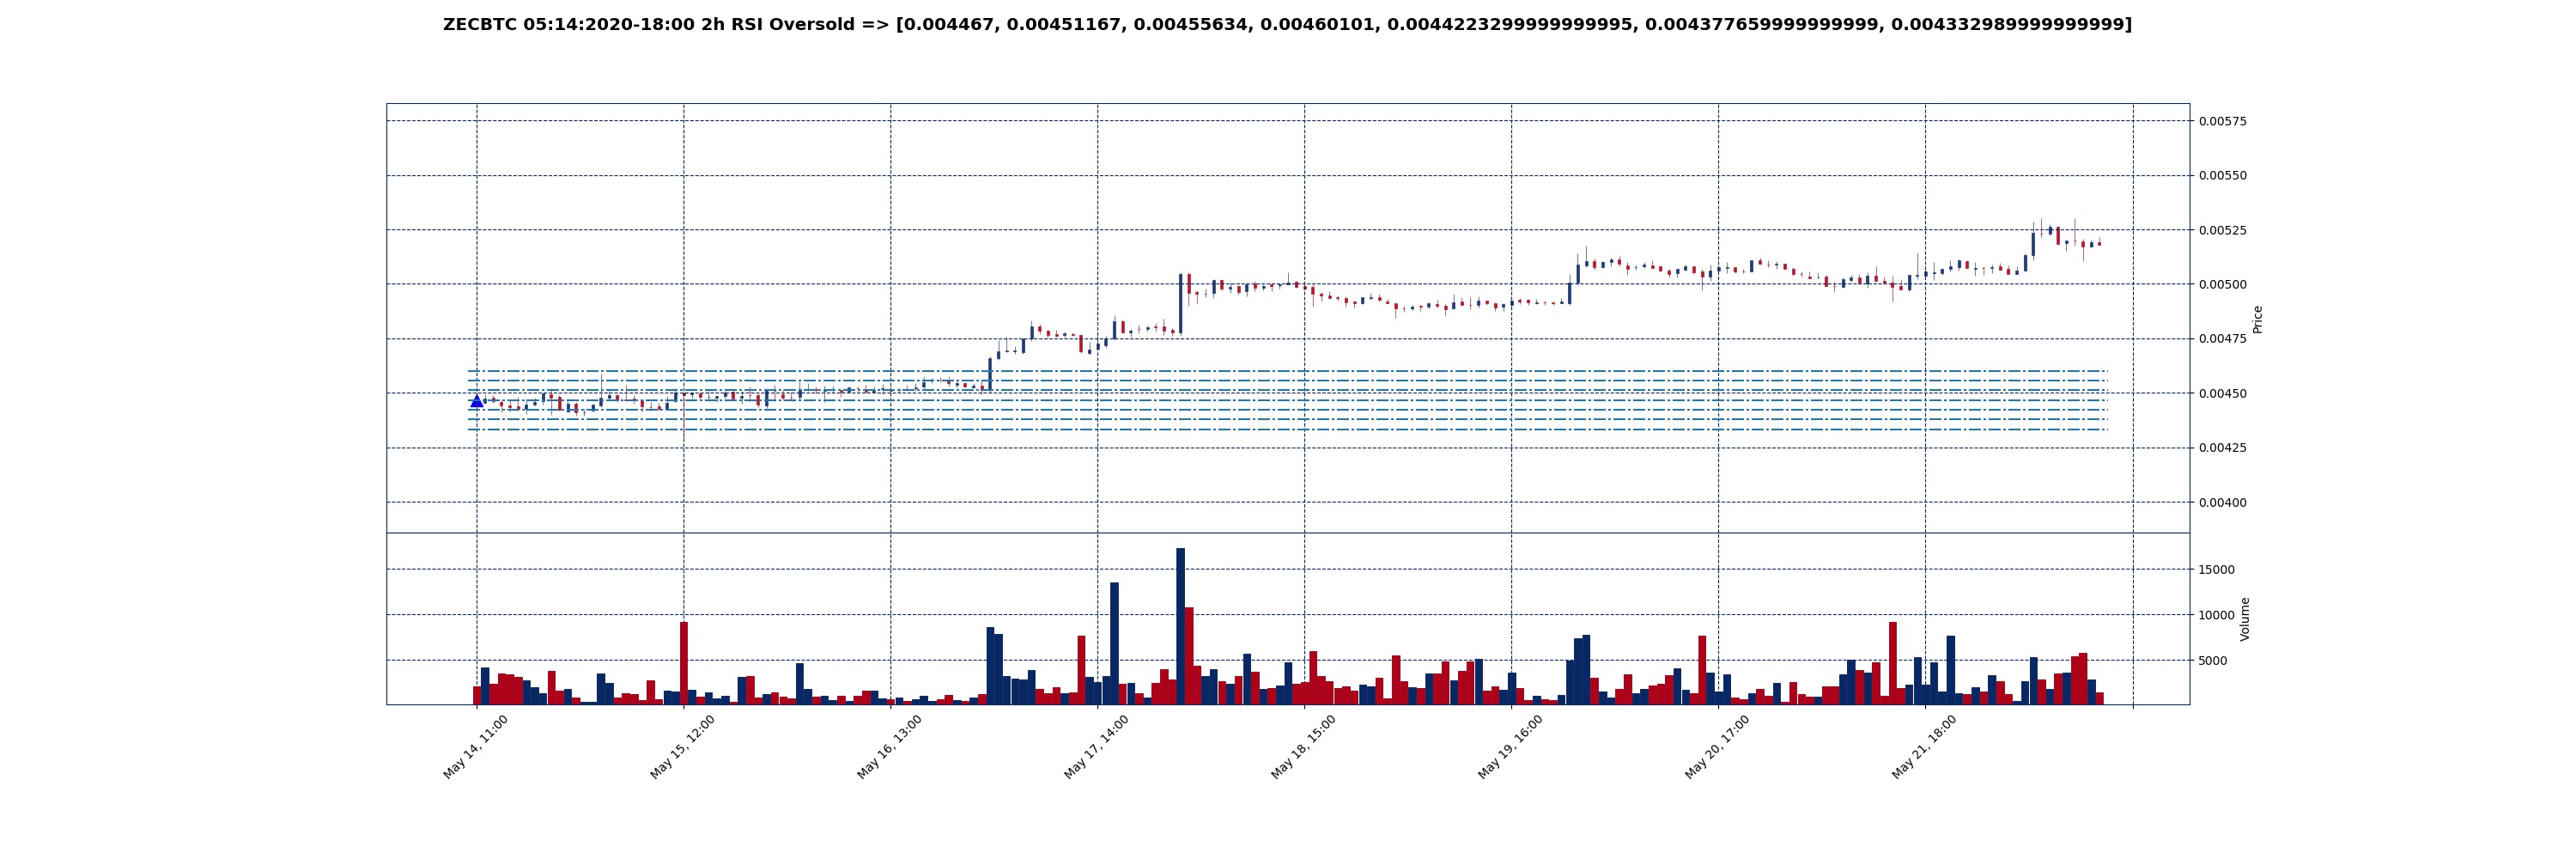 ZECBTC 05:14:2020-18:00 2h RSI Oversold => [0.004467, 0.00451167, 0.00455634, 0.00460101, 0.0044223299999999995, 0.004377659999999999, 0.004332989999999999]
0.00575
0.00550
0.00525
0.00500
0.00475
0.00450
0.00425
0.00400
Price
15000
10000
5000
Volume
May 14, 11:00
May 15, 12:00
May 16, 13:00
May 17, 14:00
May 18, 15:00
May 19, 16:00
May 20, 17:00
May 21, 18:00